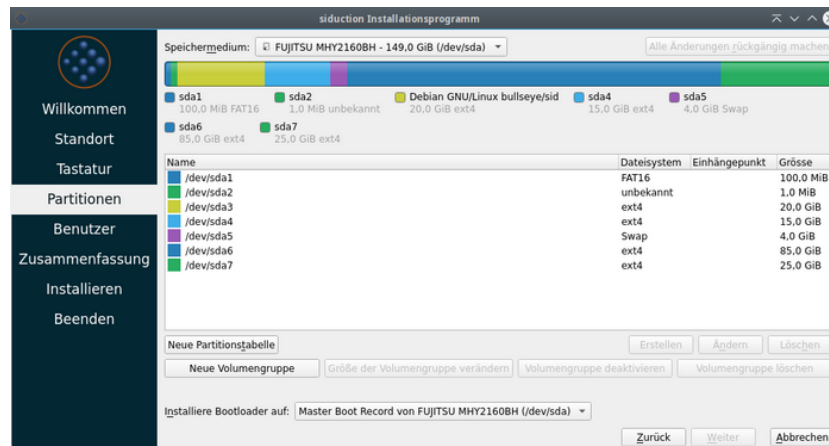 siduction Installationsprogramm
Speichermedium: FUJITSU MHY2160BH - 149,0 GiB (/dev/sda) Alle Änderungen rückgängig machen
sda1 sda2 Debian GNU/Linux bullseye/sid sda4 sda5
100,0 MiB FAT16 1,0 MiB unbekannt 20,0 GiB ext4 15,0 GiB ext4 4,0 GiB Swap
sda6 sda7
85,0 GiB ext4 25,0 GiB ext4
Willkommen
Standort
Tastatur
Partitionen
Benutzer
Zusammenfassung
Installieren
Beenden
Name Dateisystem Einhängepunkt Grösse
/dev/sda1 FAT16 100,0 MiB
/dev/sda2 unbekannt 1,0 MiB
/dev/sda3 ext4 20,0 GiB
/dev/sda4 ext4 15,0 GiB
/dev/sda5 Swap 4,0 GiB
/dev/sda6 ext4 85,0 GiB
/dev/sda7 ext4 25,0 GiB
Neue Partitionstabelle Erstellen Ändern Löschen
Neue Volumengruppe Größe der Volumengruppe verändern Volumengruppe deaktivieren Volumengruppe löschen
Installiere Bootloader auf: Master Boot Record von FUJITSU MHY2160BH (/dev/sda)
Zurück Weiter Abbrechen